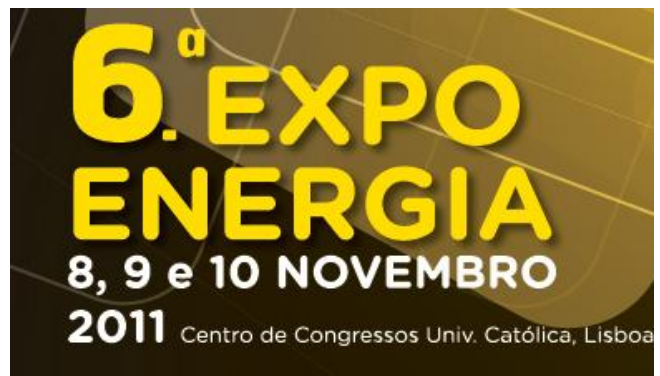 6.ª EXPO
ENERGIA
8, 9 e 10 NOVEMBRO
2011 Centro de Congressos Univ. Católica, Lisboa